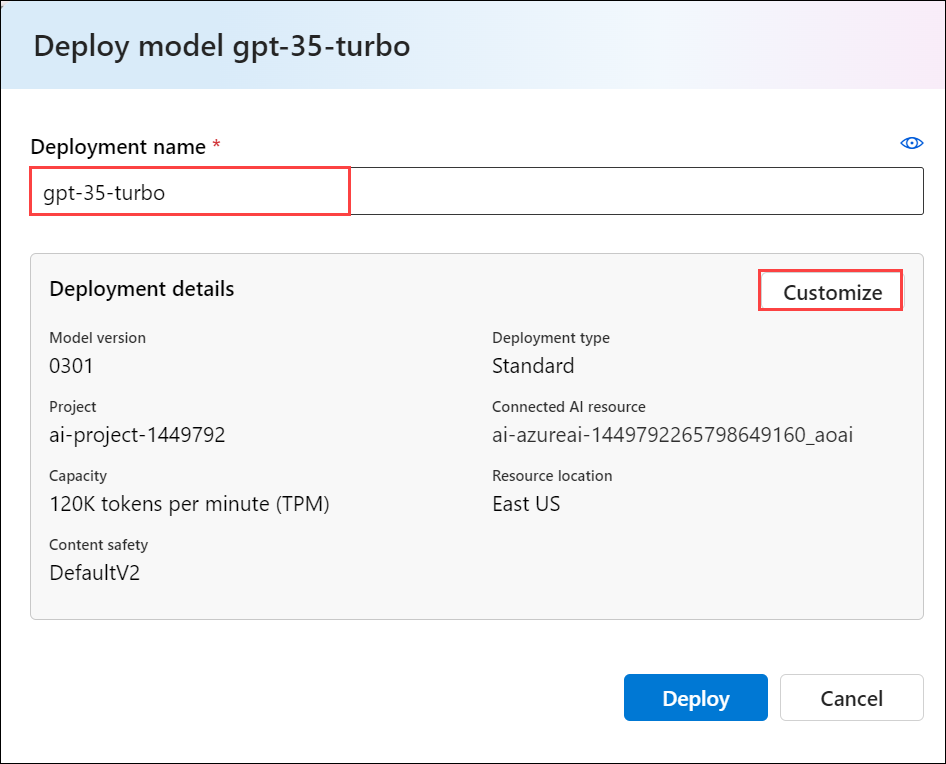 Deploy model gpt-35-turbo
Deployment name *
gpt-35-turbo
Deployment details
Customize
Model version
Deployment type
0301
Standard
Project
Connected AI resource
ai-project-1449792
ai-azureai-1449792265798649160_aoai
Capacity
Resource location
120K tokens per minute (TPM)
East US
Content safety
DefaultV2
Deploy
Cancel